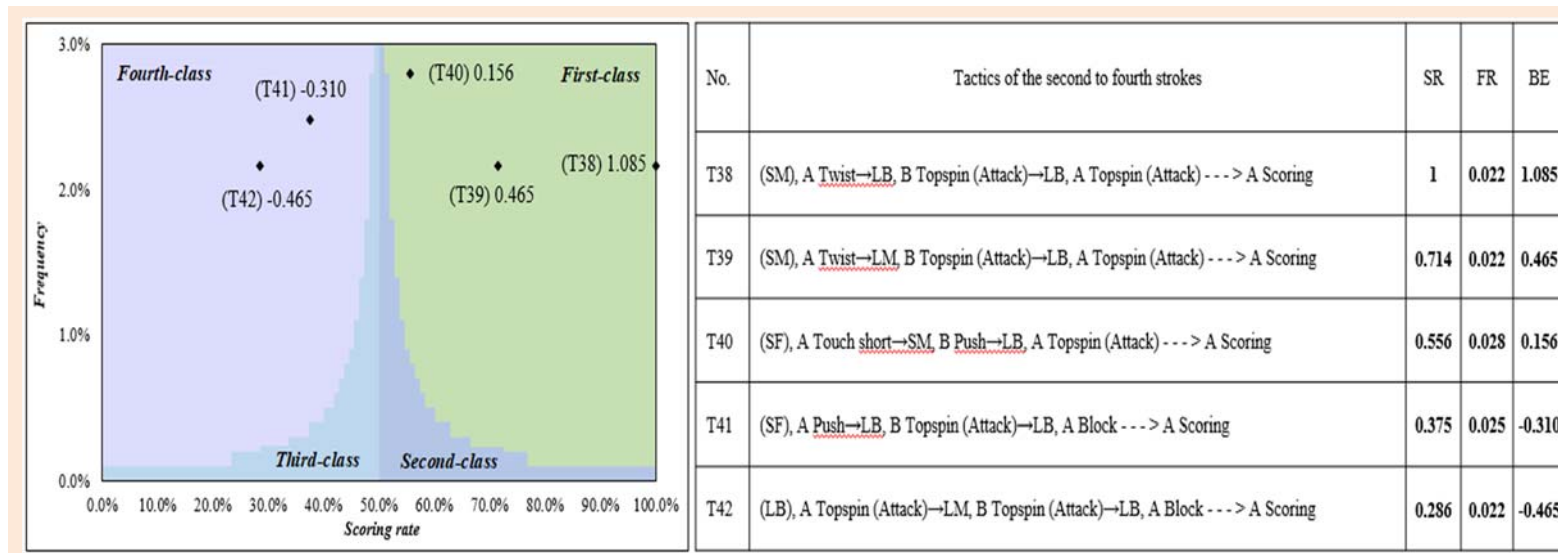 3.0%
Fourth-class
(T40) 0.156
First-class
(T41) -0.310
(T38) 1.085
2.0%
(T42) -0.465
(T39) 0.465
Frequency
1.0%
Third-class
Second-class
0.0%
0.0% 10.0% 20.0% 30.0% 40.0% 50.0% 60.0% 70.0% 80.0% 90.0% 100.0%
Scoring rate
No. Tactics of the second to fourth strokes SR FR BE
T38 (SM), A Twist→LB, B Topspin (Attack)→LB, A Topspin (Attack) - - - > A Scoring 1 0.022 1.085
T39 (SM), A Twist→LM, B Topspin (Attack)→LB, A Topspin (Attack) - - - > A Scoring 0.714 0.022 0.465
T40 (SF), A Touch short→SM, B Push→LB, A Topspin (Attack) - - - > A Scoring 0.556 0.028 0.156
T41 (SF), A Push→LB, B Topspin (Attack)→LB, A Block - - - > A Scoring 0.375 0.025 -0.310
T42 (LB), A Topspin (Attack)→LM, B Topspin (Attack)→LB, A Block - - - > A Scoring 0.286 0.022 -0.465